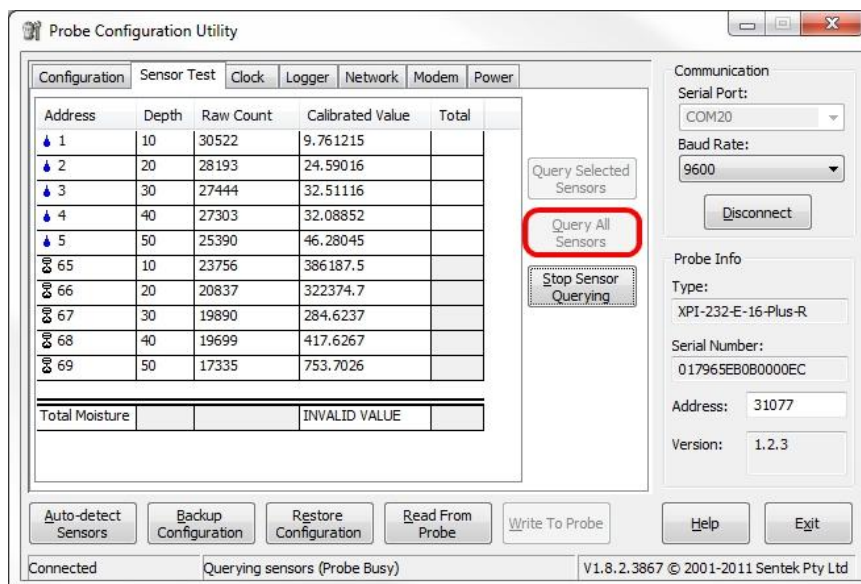 Probe Configuration Utility
Configuration Sensor Test Clock Logger Network Modem Power
Address Depth Raw Count Calibrated Value Total
1 10 30522 9.761215
2 20 28193 24.59016
3 30 27444 32.51116
4 40 27303 32.08852
5 50 25390 46.28045
65 10 23756 386187.5
66 20 20837 322374.7
67 30 19890 284.6237
68 40 19699 417.6267
69 50 17335 753.7026
Total Moisture INVALID VALUE
Query Selected
Sensors
Query All
Sensors
Stop Sensor
Querying
Communication
Serial Port:
COM20
Baud Rate:
9600
Disconnect
Probe Info
Type:
XPI-232-E-16-Plus-R
Serial Number:
017965EB0B0000EC
Address: 31077
Version: 1.2.3
Auto-detect
Sensors
Backup
Configuration
Restore
Configuration
Read From
Probe
Write To Probe
Help
Exit
Connected Querying sensors (Probe Busy) V1.8.2.3867 © 2001-2011 Sentek Pty Ltd